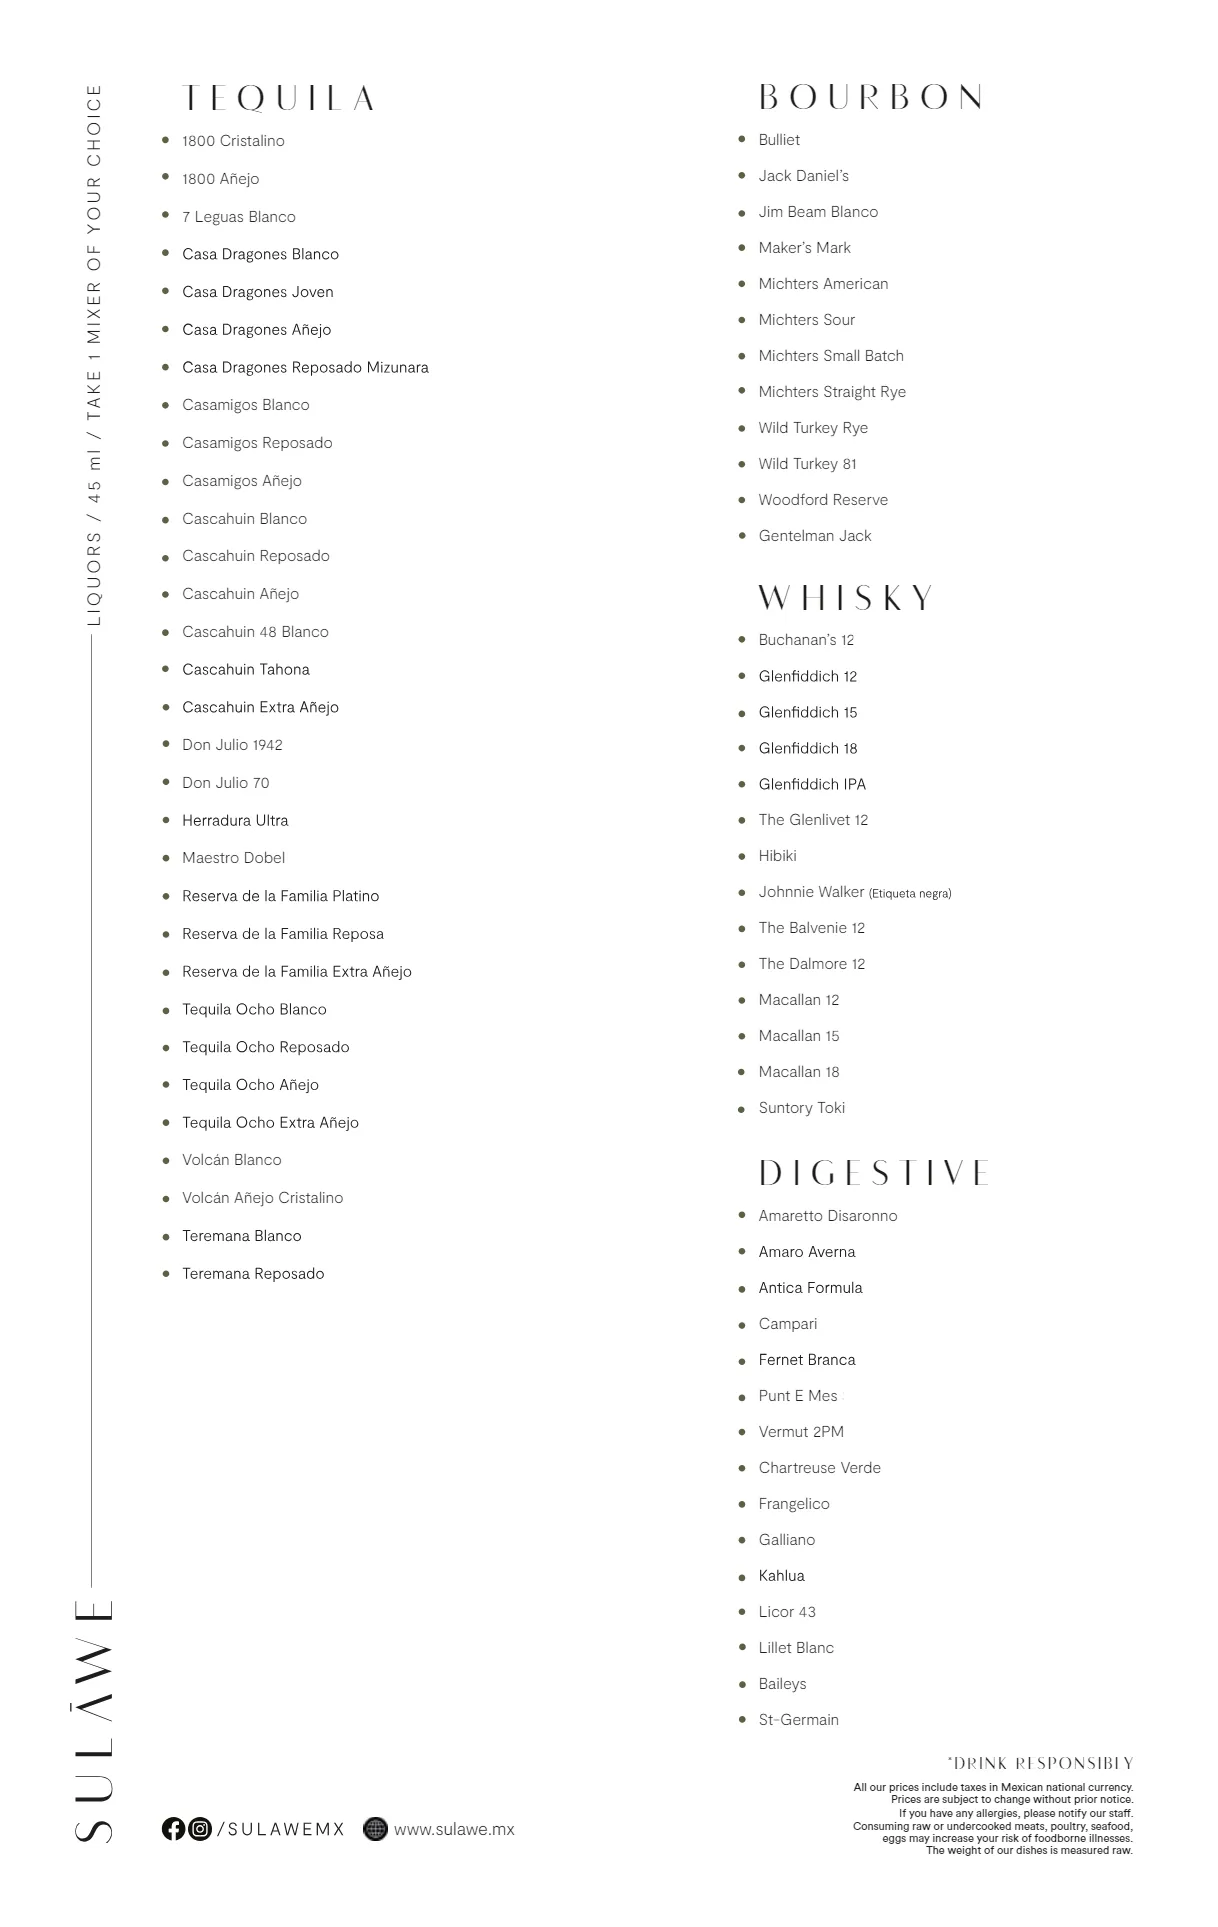 LIQUORS / 45 ml / TAKE 1 MIXER OF YOUR CHOICE
SULĀWE
TEQUILA
1800 Cristalino
1800 Añejo
7 Leguas Blanco
Casa Dragones Blanco
Casa Dragones Joven
Casa Dragones Añejo
Casa Dragones Reposado Mizunara
Casamigos Blanco
Casamigos Reposado
Casamigos Añejo
Cascahuin Blanco
Cascahuin Reposado
Cascahuin Añejo
Cascahuin 48 Blanco
Cascahuin Tahona
Cascahuin Extra Añejo
Don Julio 1942
Don Julio 70
Herradura Ultra
Maestro Dobel
Reserva de la Familia Platino
Reserva de la Familia Reposa
Reserva de la Familia Extra Añejo
Tequila Ocho Blanco
Tequila Ocho Reposado
Tequila Ocho Añejo
Tequila Ocho Extra Añejo
Volcán Blanco
Volcán Añejo Cristalino
Teremana Blanco
Teremana Reposado
BOURBON
Bulliet
Jack Daniel's
Jim Beam Blanco
Maker's Mark
Michters American
Michters Sour
Michters Small Batch
Michters Straight Rye
Wild Turkey Rye
Wild Turkey 81
Woodford Reserve
Gentelman Jack
WHISKY
Buchanan's 12
Glenfiddich 12
Glenfiddich 15
Glenfiddich 18
Glenfiddich IPA
The Glenlivet 12
Hibiki
Johnnie Walker (Etiqueta negra)
The Balvenie 12
The Dalmore 12
Macallan 12
Macallan 15
Macallan 18
Suntory Toki
DIGESTIVE
Amaretto Disaronno
Amaro Averna
Antica Formula
Campari
Fernet Branca
Punt E Mes
Vermut 2PM
Chartreuse Verde
Frangelico
Galliano
Kahlua
Licor 43
Lillet Blanc
Baileys
St-Germain
*DRINK RESPONSIBLY
All our prices include taxes in Mexican national currency.
Prices are subject to change without prior notice.
If you have any allergies, please notify our staff.
Consuming raw or undercooked meats, poultry, seafood,
eggs may increase your risk of foodborne illnesses.
The weight of our dishes is measured raw.
/SULAWEMX www.sulawe.mx